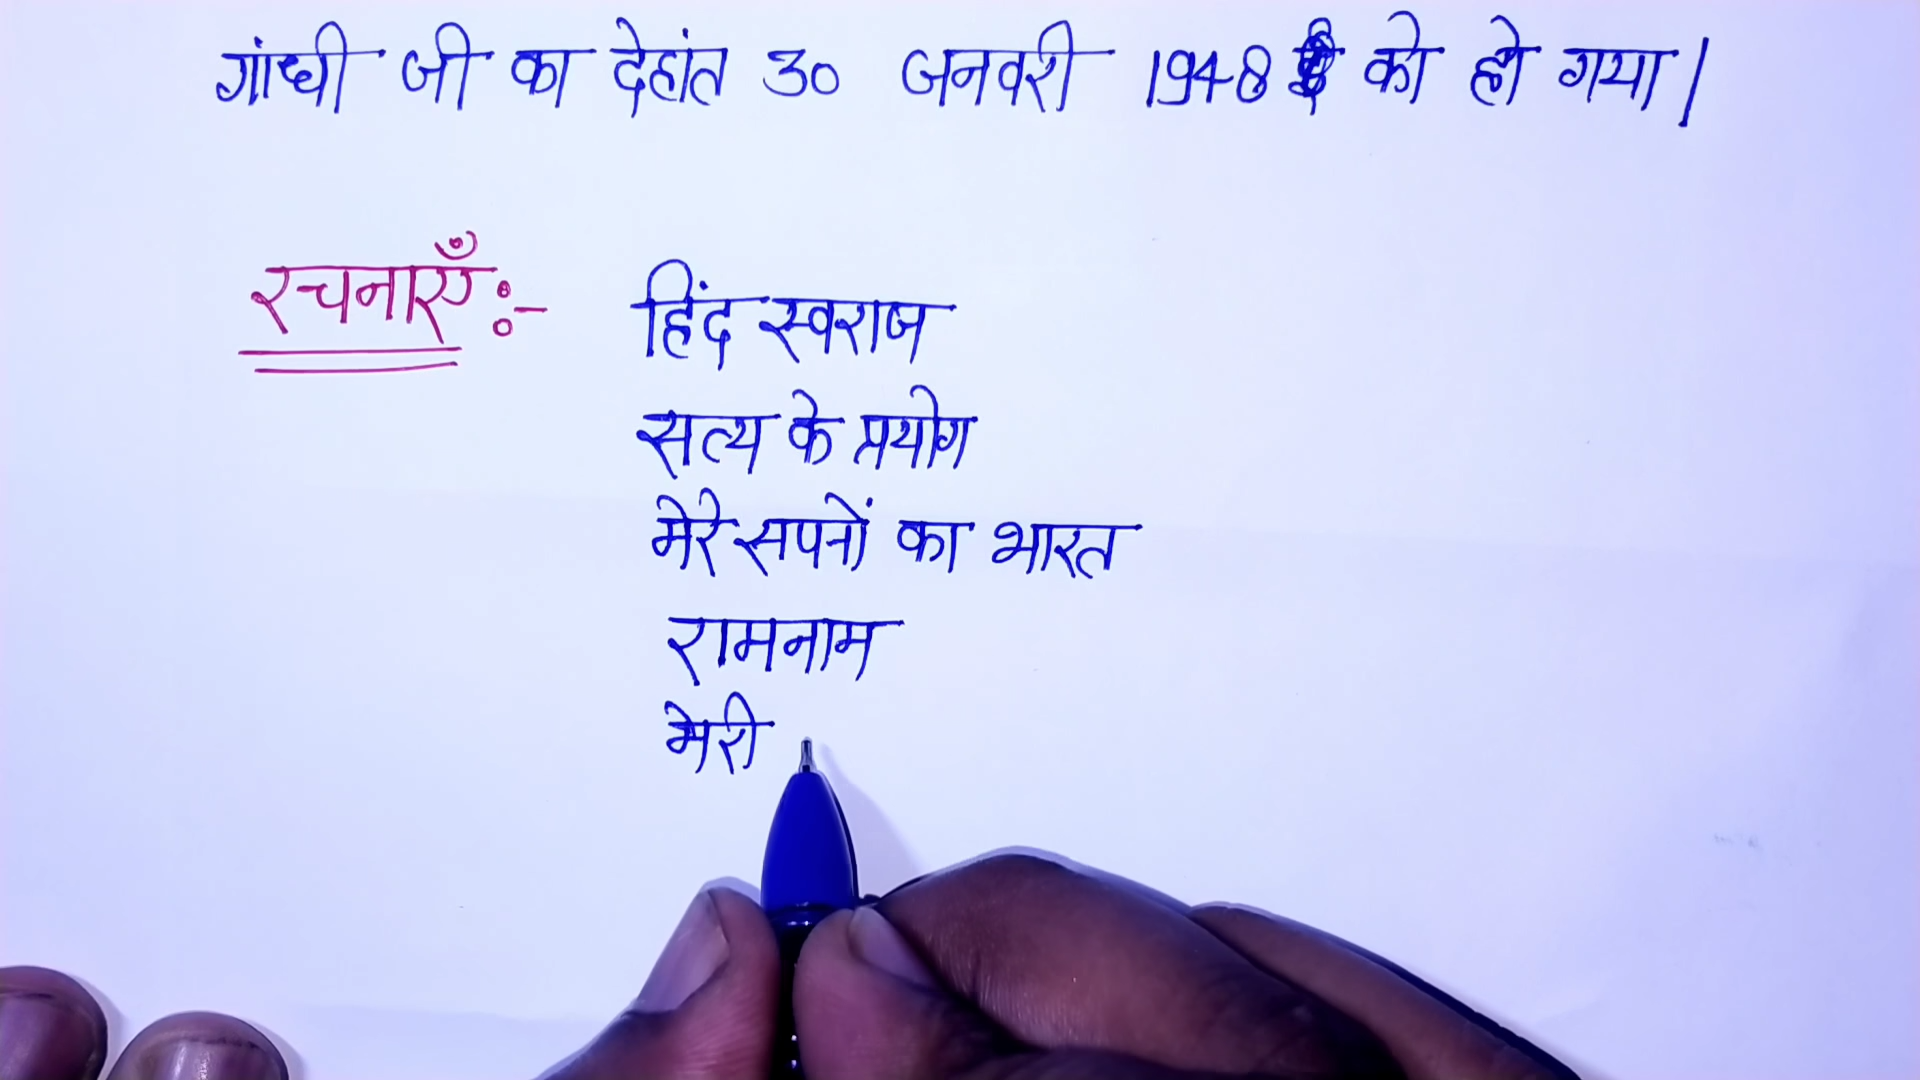 गांधी जी का देहांत 30 जनवरी 1948 को हो गया।
रचनाएँ :- हिंद स्वराज
सत्य के प्रयोग
मेरे सपनों का भारत
रामनाम
मेरी